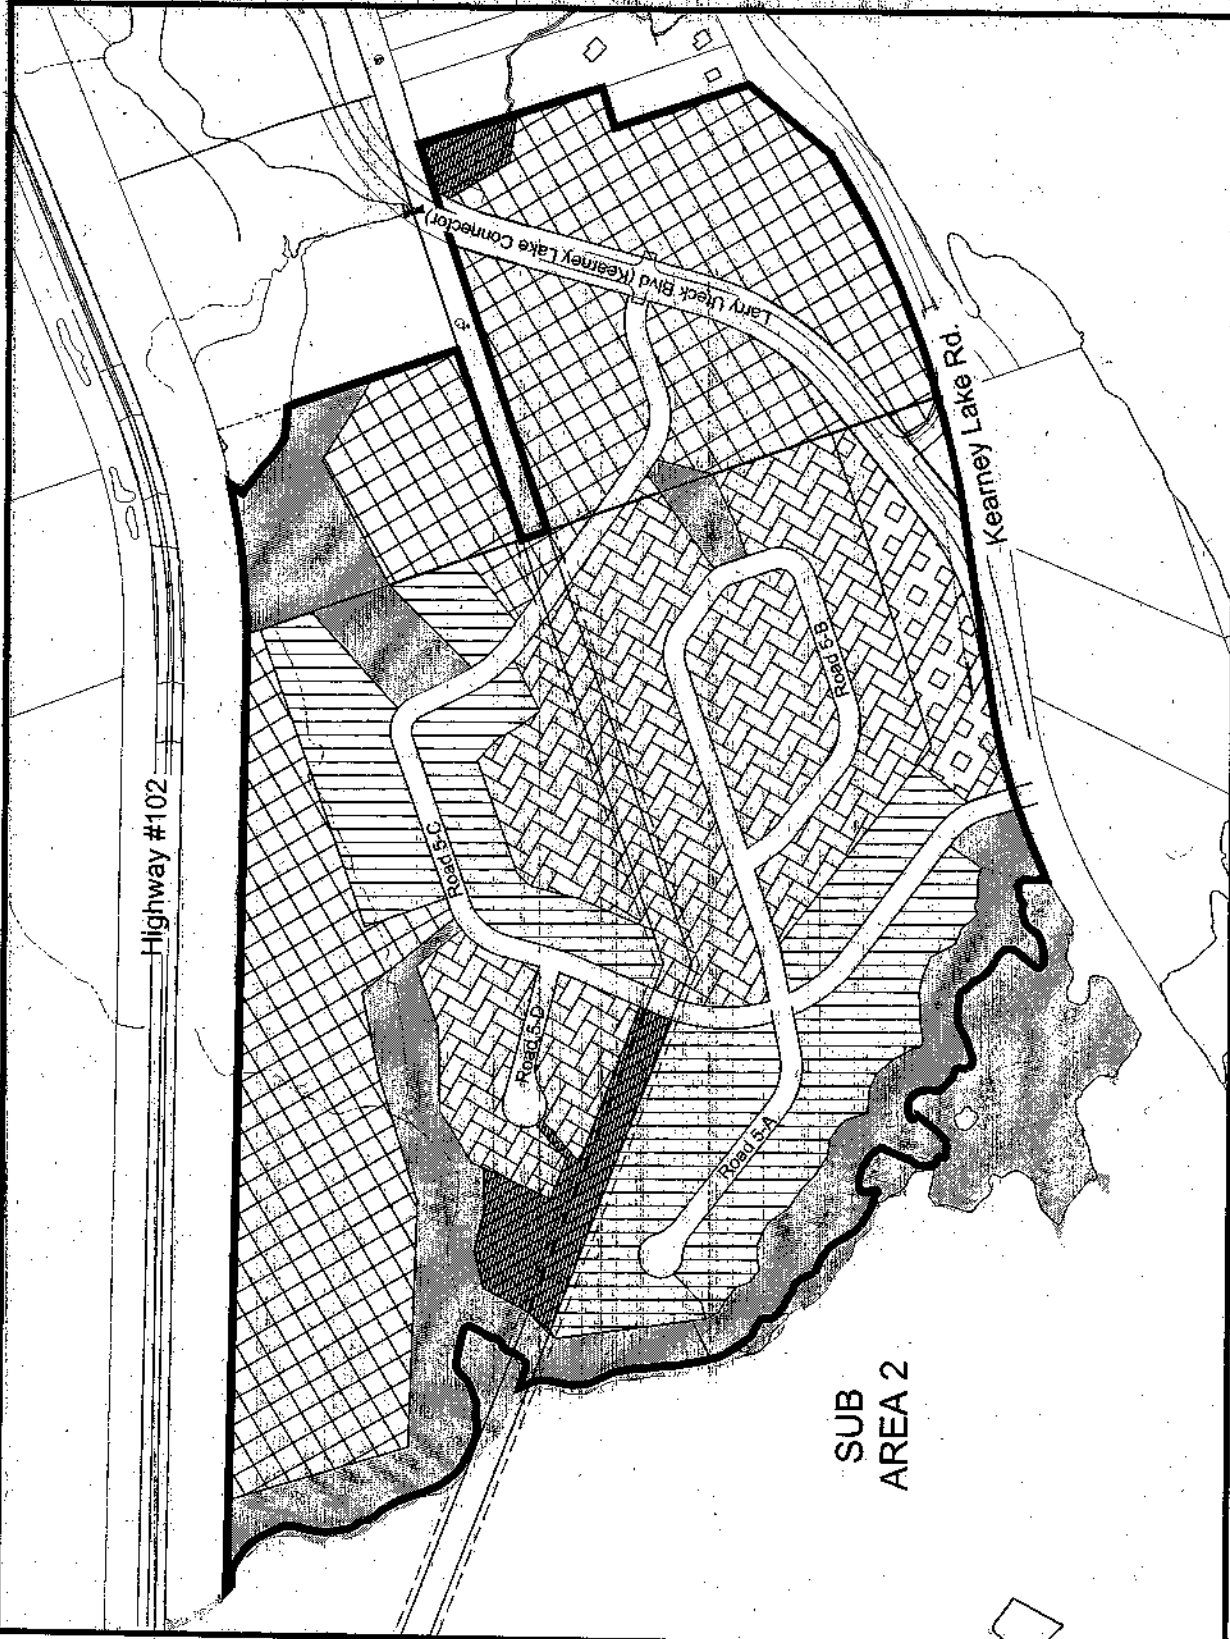 Highway #102
Larry Uteck Blvd (Kearney Lake Connector)
Kearney Lake Rd.
Road 5-B
Road 5-C
Road 5-D
Road 5-A
SUB
AREA 2